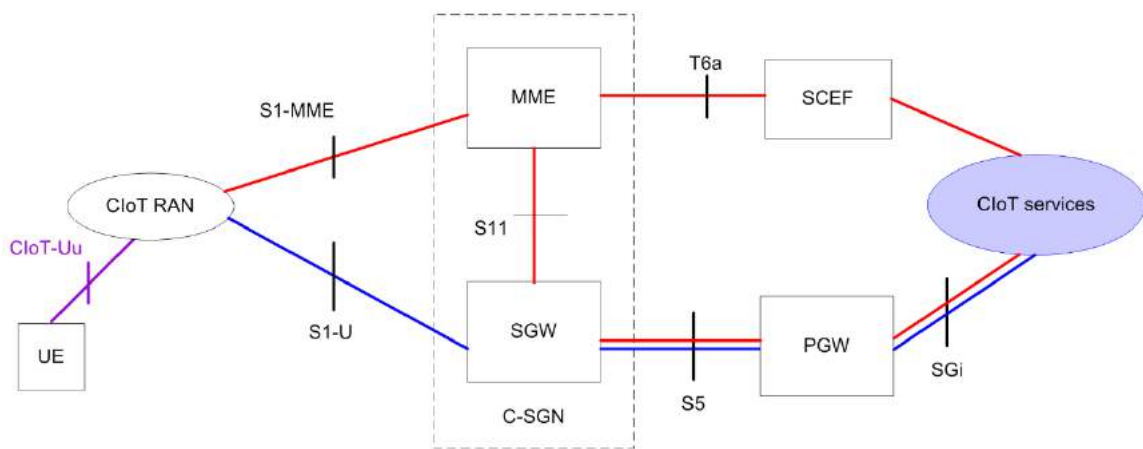 T6a
MME
SCEF
S1-MME
CIoT RAN
CIoT services
S11
CIoT-Uu
S1-U
SGW
PGW
UE
SGi
S5
C-SGN